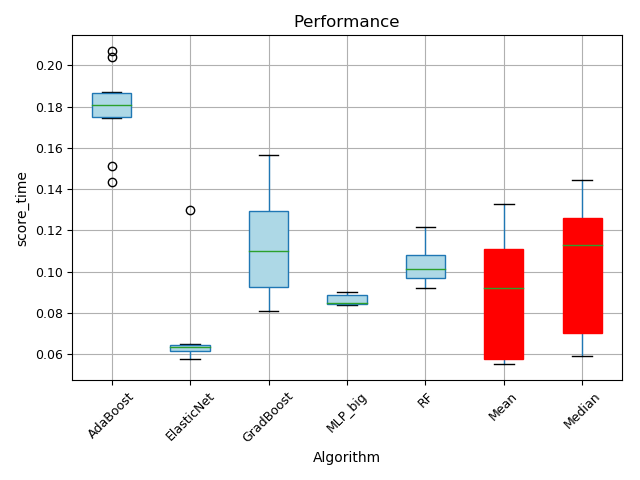 Performance
score_time
0.20
0.18
0.16
0.14
0.12
0.10
0.08
0.06
AdaBoost
ElasticNet
GradBoost
MLP_big
RF
Mean
Median
Algorithm